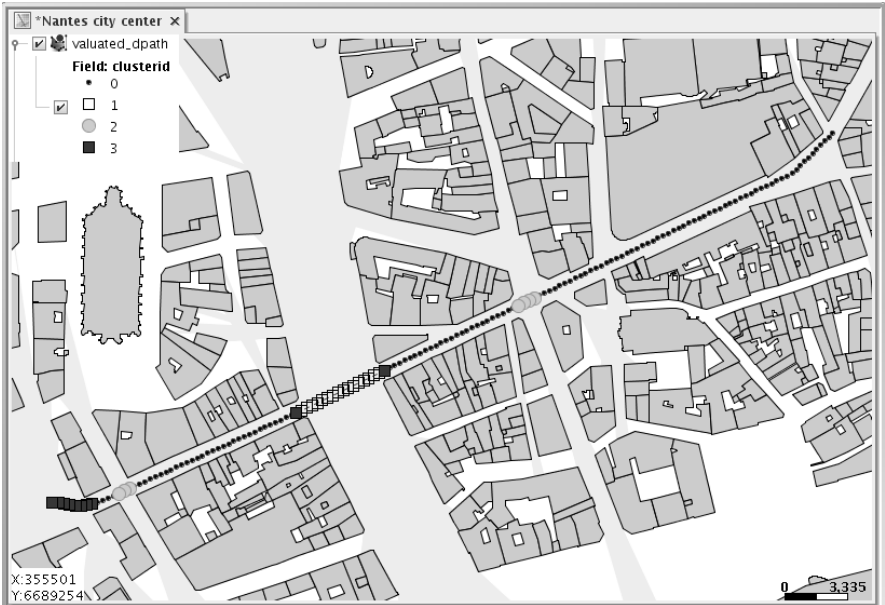 *Nantes city center
valuated_dpath
Field: clusterid
0
1
2
3
X:355501
Y:6689254
0 3,335